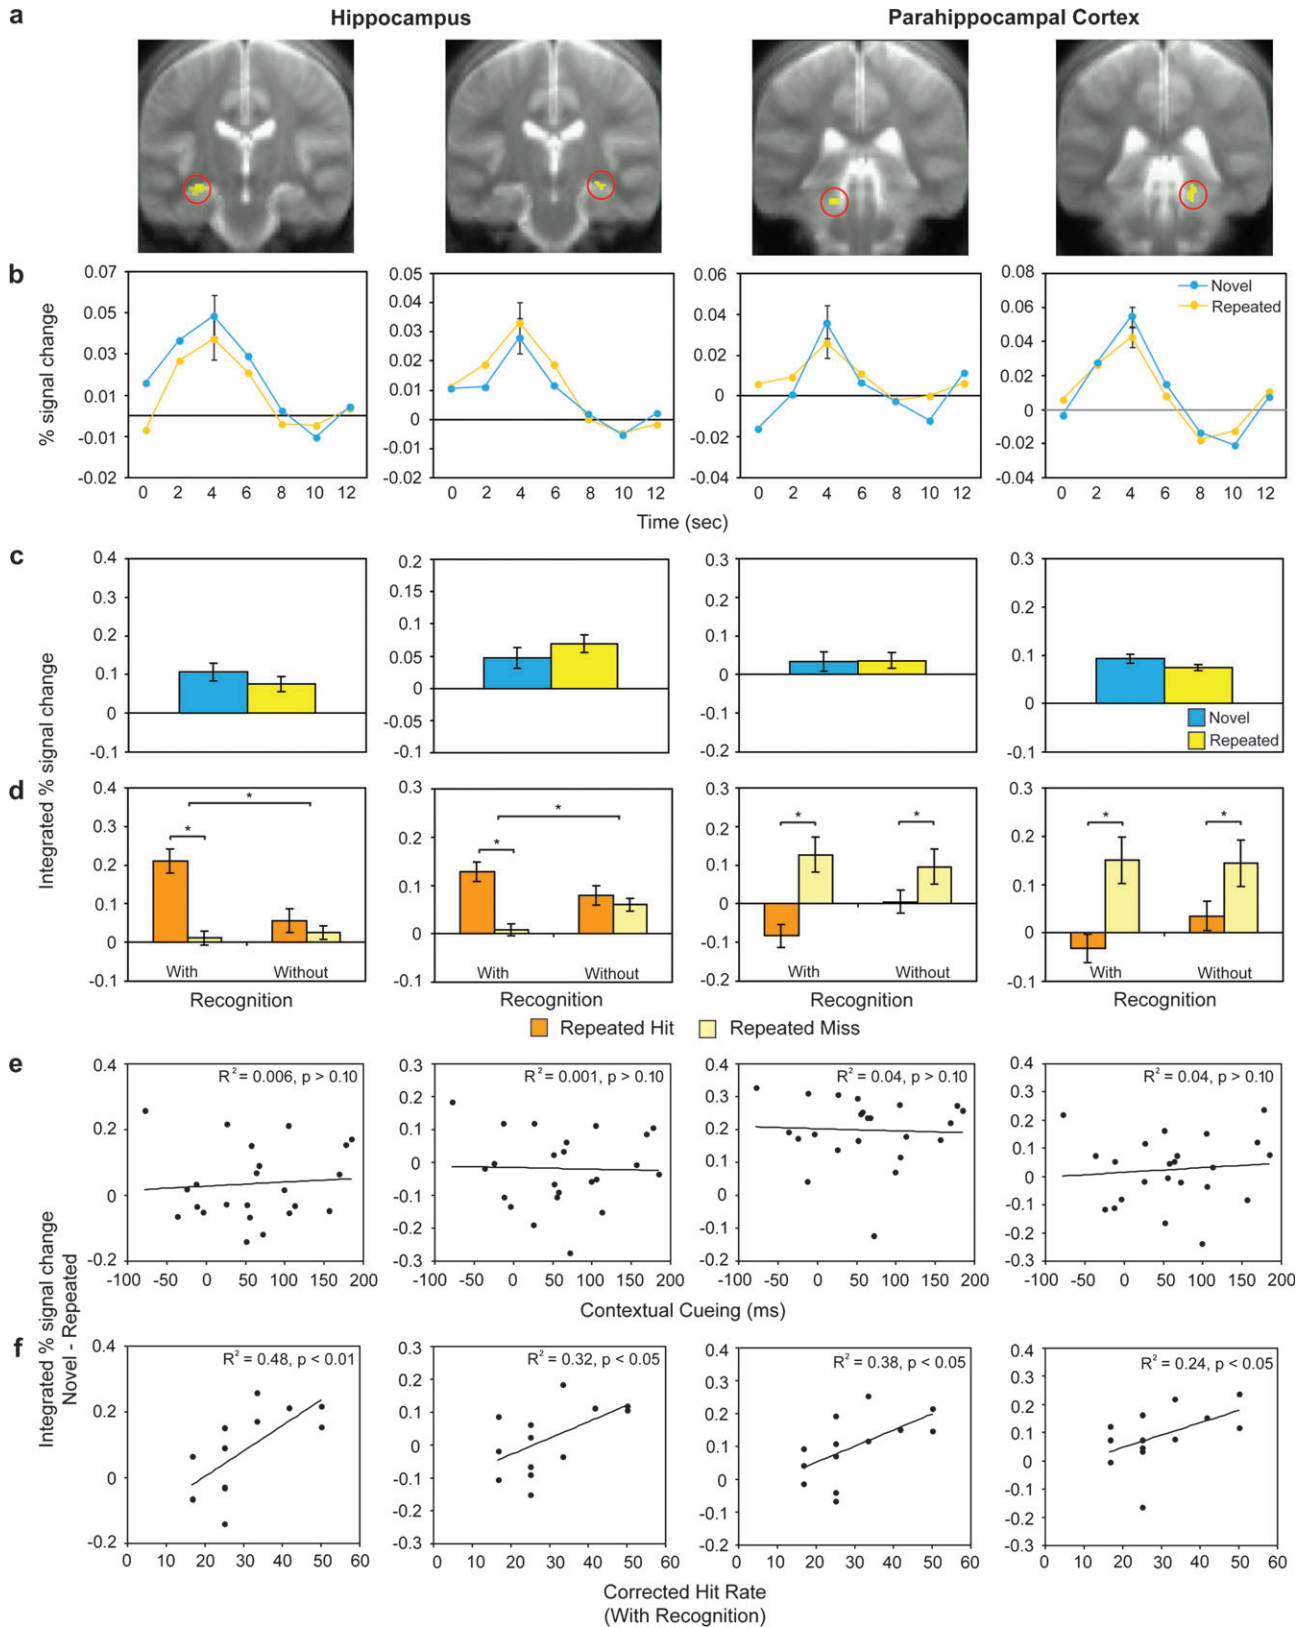 a
Hippocampus
Parahippocampal Cortex
b
% signal change
0.07
0.05
0.03
0.01
-0.01
-0.02
0 2 4 6 8 10 12
0.05
0.04
0.03
0.02
0.01
0
-0.01
-0.02
0 2 4 6 8 10 12
0.06
0.04
0.02
0
-0.02
-0.04
0 2 4 6 8 10 12
0.08
0.06
0.04
0.02
0
-0.02
-0.04
0 2 4 6 8 10 12
Novel
Repeated
Time (sec)
c
Integrated % signal change
0.4
0.3
0.2
0.1
0
-0.1
0.2
0.15
0.1
0.05
0
-0.05
-0.1
0.4
0.3
0.2
0.1
0
-0.1
-0.2
0.3
0.2
0.1
0
-0.1
Novel
Repeated
d
0.4
0.3
0.2
0.1
0
-0.1
*
*
With Without
Recognition
0.3
0.2
0.1
0
-0.1
*
*
With Without
Recognition
0.3
0.2
0.1
0
-0.1
-0.2
*
*
With Without
Recognition
0.3
0.2
0.1
0
-0.1
*
*
With Without
Recognition
Repeated Hit
Repeated Miss
e
Integrated % signal change
Novel - Repeated
0.4
0.2
0
-0.2
R² = 0.006, p > 0.10
-100 -50 0 50 100 150 200
0.4
0.3
0.2
0.1
0
-0.1
-0.2
-0.3
R² = 0.001, p > 0.10
-100 -50 0 50 100 150 200
0.4
0.3
0.2
0.1
0
-0.1
-0.2
R² = 0.04, p > 0.10
-100 -50 0 50 100 150 200
0.4
0.3
0.2
0.1
0
-0.1
-0.2
-0.3
R² = 0.04, p > 0.10
-100 -50 0 50 100 150 200
Contextual Cueing (ms)
f
0.4
0.2
0
-0.2
R² = 0.48, p < 0.01
0 10 20 30 40 50 60
0.3
0.2
0.1
0
-0.1
-0.2
-0.3
R² = 0.32, p < 0.05
0 10 20 30 40 50 60
0.4
0.3
0.2
0.1
0
-0.1
-0.2
R² = 0.38, p < 0.05
0 10 20 30 40 50 60
0.4
0.3
0.2
0.1
0
-0.1
-0.2
-0.3
R² = 0.24, p < 0.05
0 10 20 30 40 50 60
Corrected Hit Rate
(With Recognition)